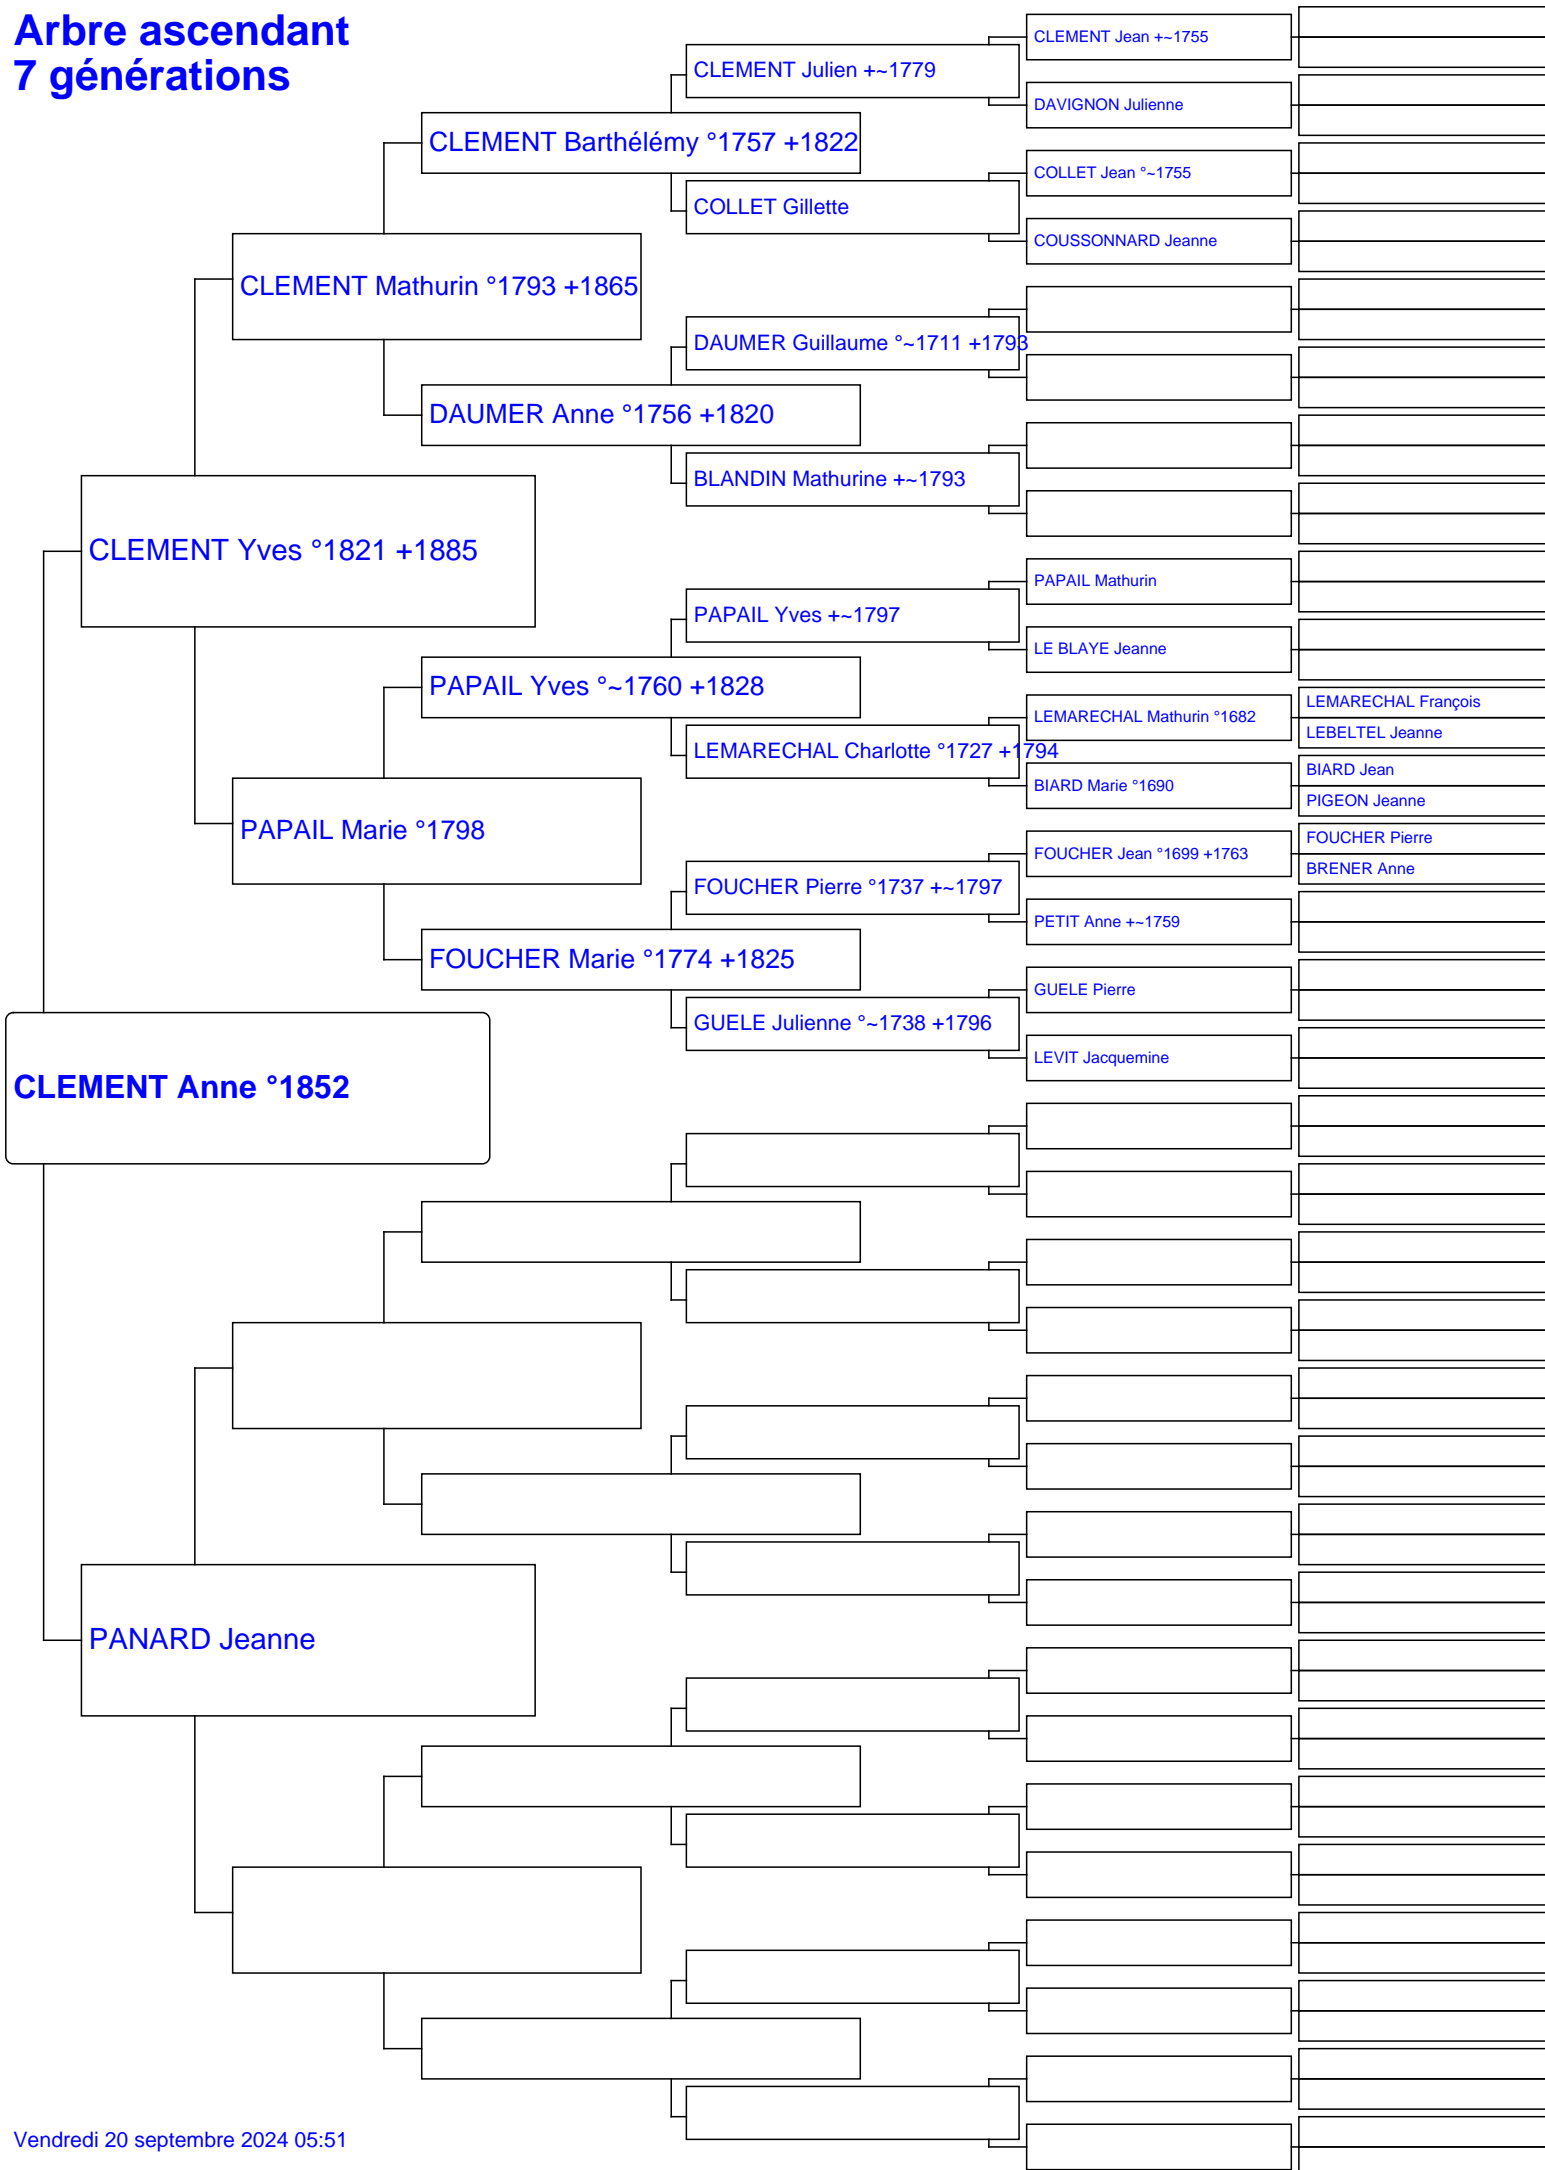 Arbre ascendant
7 générations
CLEMENT Anne °1852
CLEMENT Yves °1821 +1885
PANARD Jeanne
CLEMENT Mathurin °1793 +1865
PAPAIL Marie °1798
CLEMENT Barthélémy °1757 +1822
DAUMER Anne °1756 +1820
PAPAIL Yves °~1760 +1828
FOUCHER Marie °1774 +1825
CLEMENT Julien +~1779
COLLET Gillette
DAUMER Guillaume °~1711 +1793
BLANDIN Mathurine +~1793
PAPAIL Yves +~1797
LEMARECHAL Charlotte °1727 +1794
FOUCHER Pierre °1737 +~1797
GUELE Julienne °~1738 +1796
CLEMENT Jean +~1755
DAVIGNON Julienne
COLLET Jean °~1755
COUSSONNARD Jeanne
PAPAIL Mathurin
LE BLAYE Jeanne
LEMARECHAL Mathurin °1682
BIARD Marie °1690
FOUCHER Jean °1699 +1763
PETIT Anne +~1759
GUELE Pierre
LEVIT Jacquemine
LEMARECHAL François
LEBELTEL Jeanne
BIARD Jean
PIGEON Jeanne
FOUCHER Pierre
BRENER Anne
Vendredi 20 septembre 2024 05:51